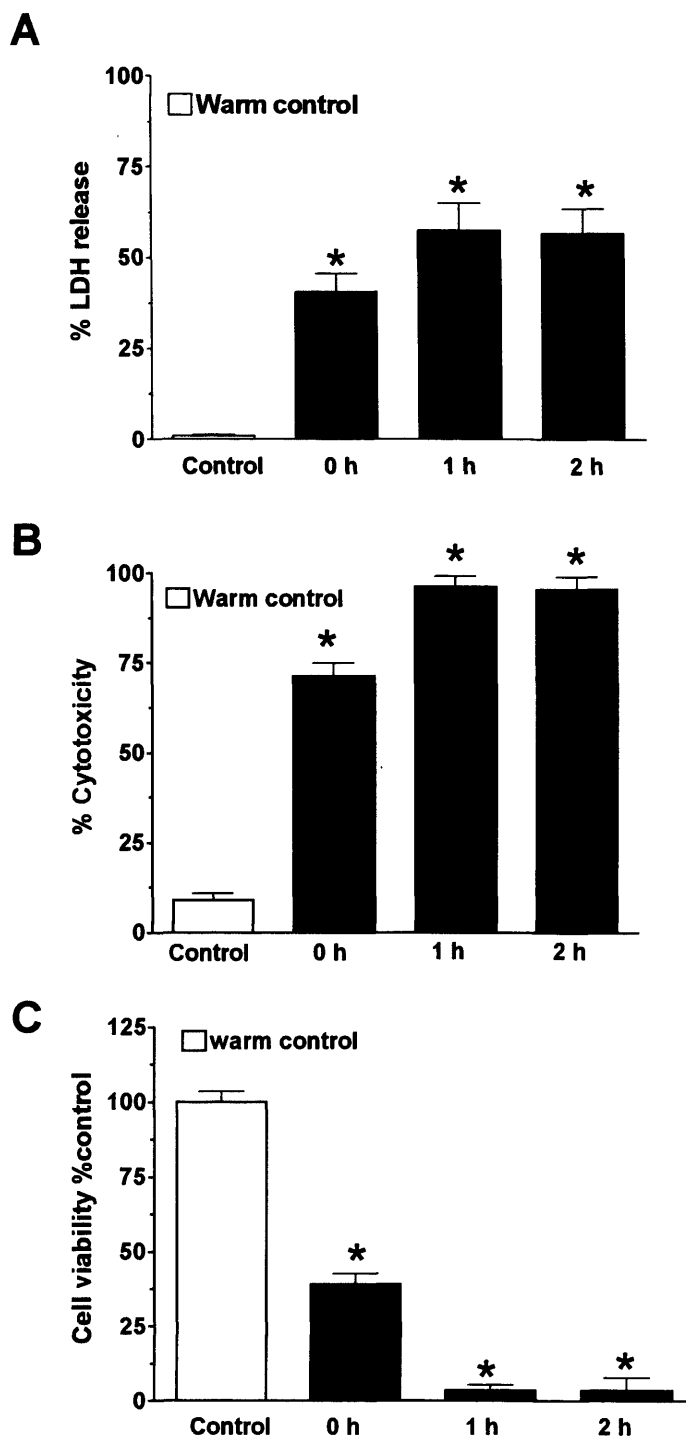 A
100
Warm control
75
50
25
0
% LDH release
*
*
*
Control 0 h 1 h 2 h
B
100
Warm control
75
50
25
0
% Cytotoxicity
*
*
*
Control 0 h 1 h 2 h
C
125
warm control
100
75
50
25
0
Cell viability %control
*
*
*
Control 0 h 1 h 2 h